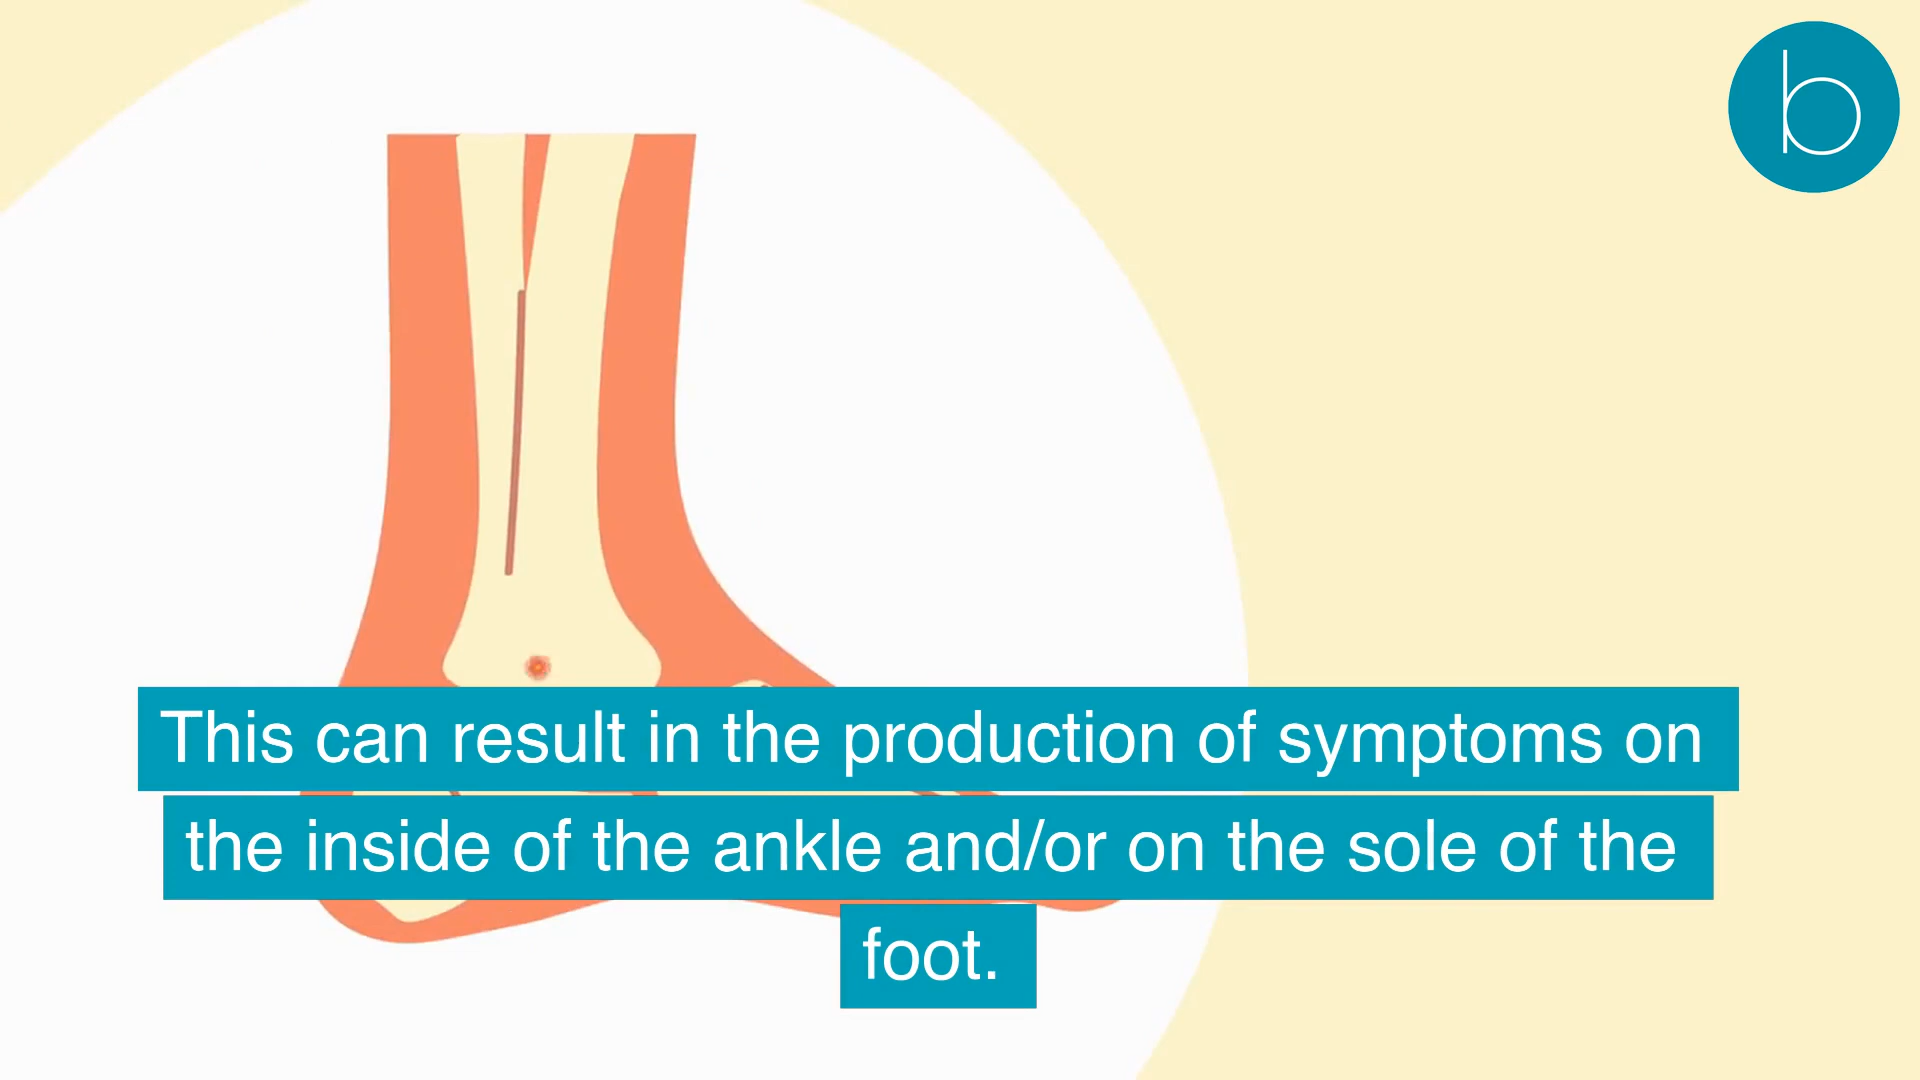 b
This can result in the production of symptoms on
the inside of the ankle and/or on the sole of the
foot.